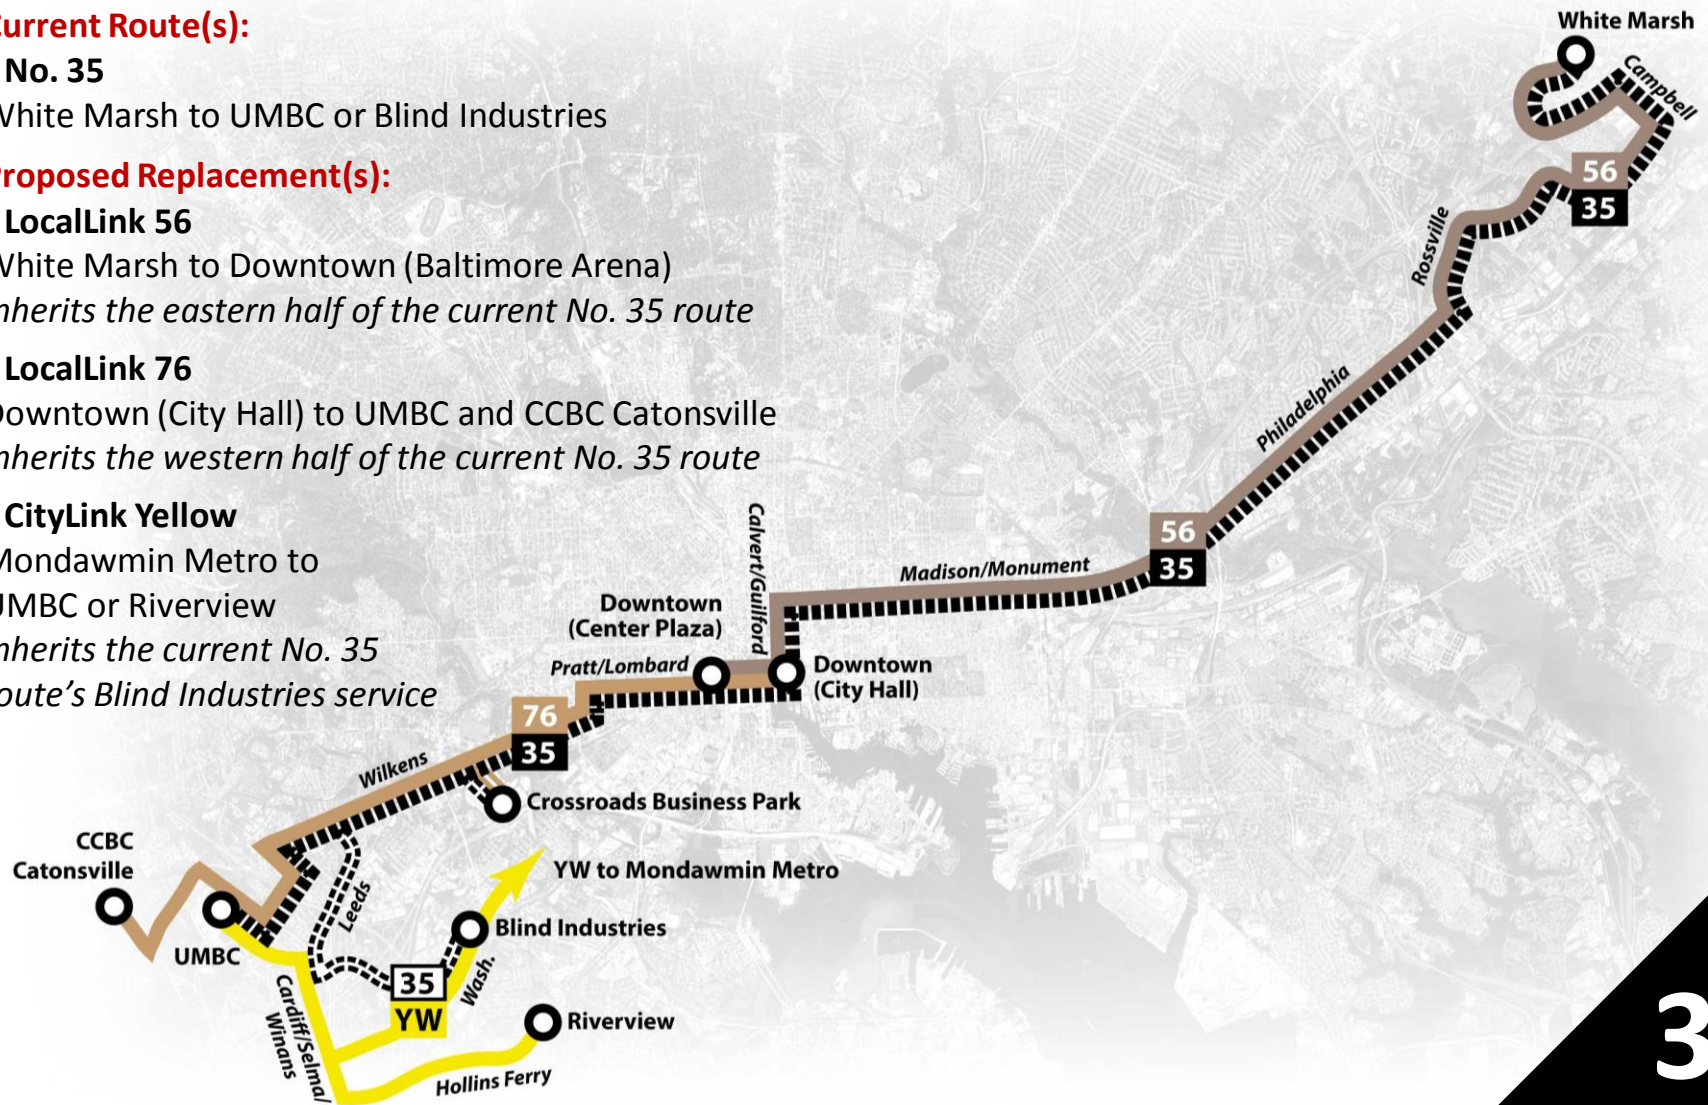 urrent Route(s):
No. 35
White Marsh to UMBC or Blind Industries
roposed Replacement(s):
LocalLink 56
White Marsh to Downtown (Baltimore Arena)
nherits the eastern half of the current No. 35 route
LocalLink 76
Downtown (City Hall) to UMBC and CCBC Catonsville
nherits the western half of the current No. 35 route
CityLink Yellow
Mondawmin Metro to
UMBC or Riverview
nherits the current No. 35
oute's Blind Industries service
White Marsh
Campbell
56
35
Rossville
Philadelphia
56
35
Madison/Monument
Calvert/Guilford
Downtown
(Center Plaza)
Pratt/Lombard
Downtown
(City Hall)
76
35
Wilkens
Crossroads Business Park
CCBC
Catonsville
YW to Mondawmin Metro
Leeds
Blind Industries
UMBC
Wash.
35
YW
Cardiff/Selma/
Winans
Riverview
Hollins Ferry
3